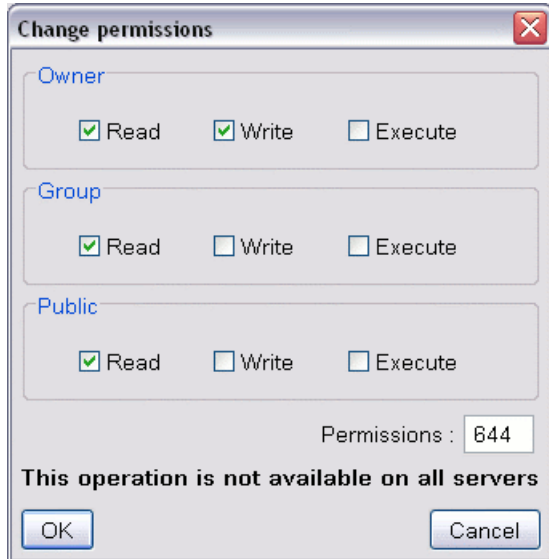 Change permissions
Owner
Read Write Execute
Group
Read Write Execute
Public
Read Write Execute
Permissions : 644
This operation is not available on all servers
OK Cancel